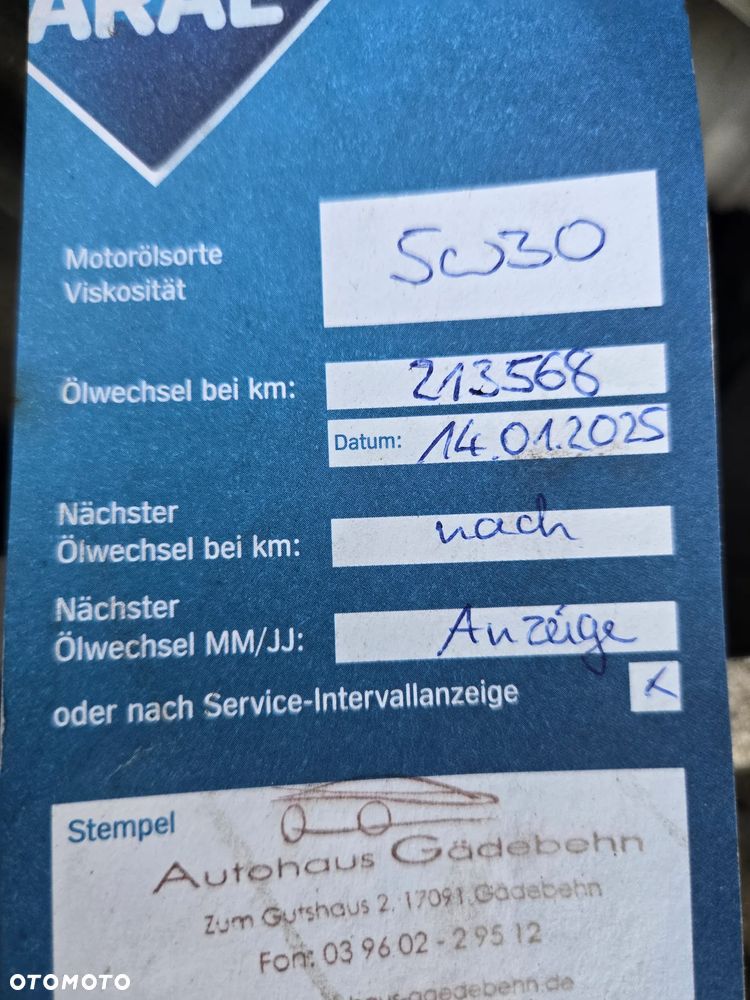 ARAL
Motorölsorte
Viskosität
5W30
Ölwechsel bei km:
213568
Datum: 14.01.2025
Nächster
Ölwechsel bei km:
nach
Nächster
Ölwechsel MM/JJ:
Anzeige
oder nach Service-Intervallanzeige
x
Stempel
Autohaus Gädebehn
Zum Gutshaus 2, 17091 Gädebehn
Fon: 03 96 02 - 2 95 12
OTOMOTO